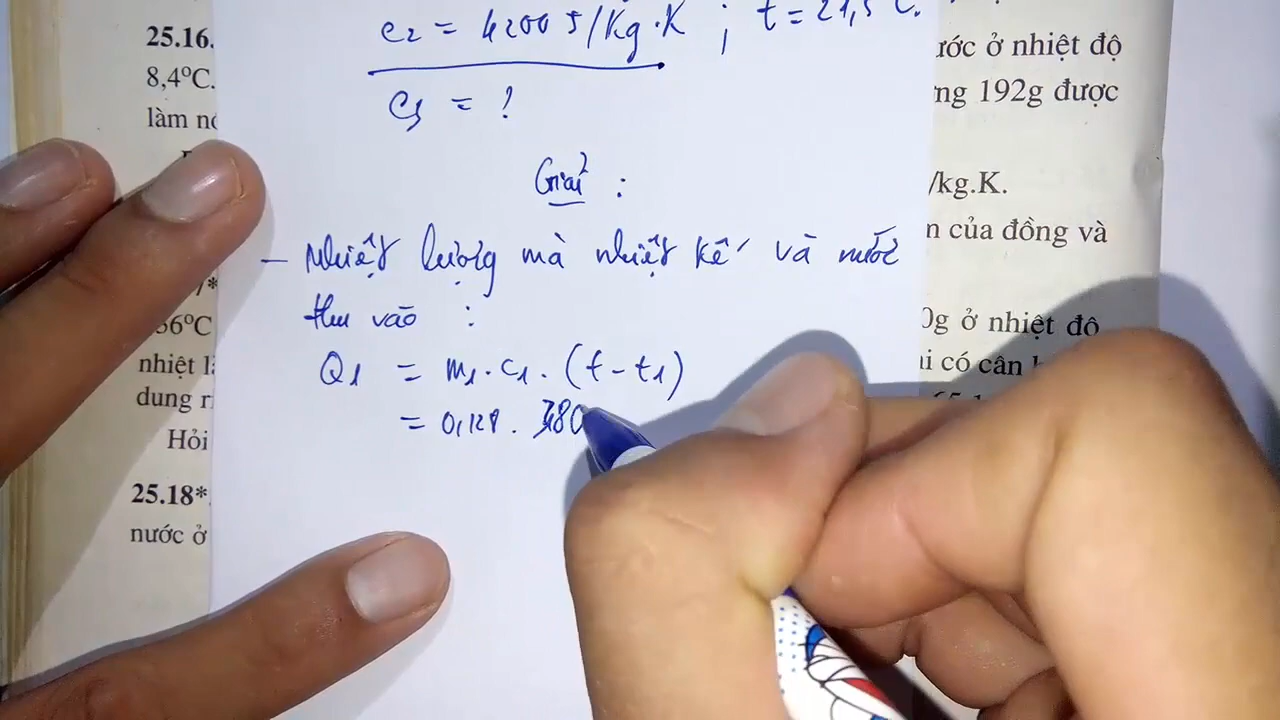 25.16.
8,4°C.
làm
c2 = 4200 J/kg.K ; t = 21,5°C.
c3 = ?
ước ở nhiệt độ
ng 192g được
/kg.K.
n của đồng và
0g ở nhiệt độ
ại có cân
Giải :
– Nhiệt lượng mà nhiệt kế và nước
thu vào :
Q1 = m1.c1.(t-t1)
= 0,128 . 380
36°C
nhiệt
dung
Hỏi
25.18*
nước ở